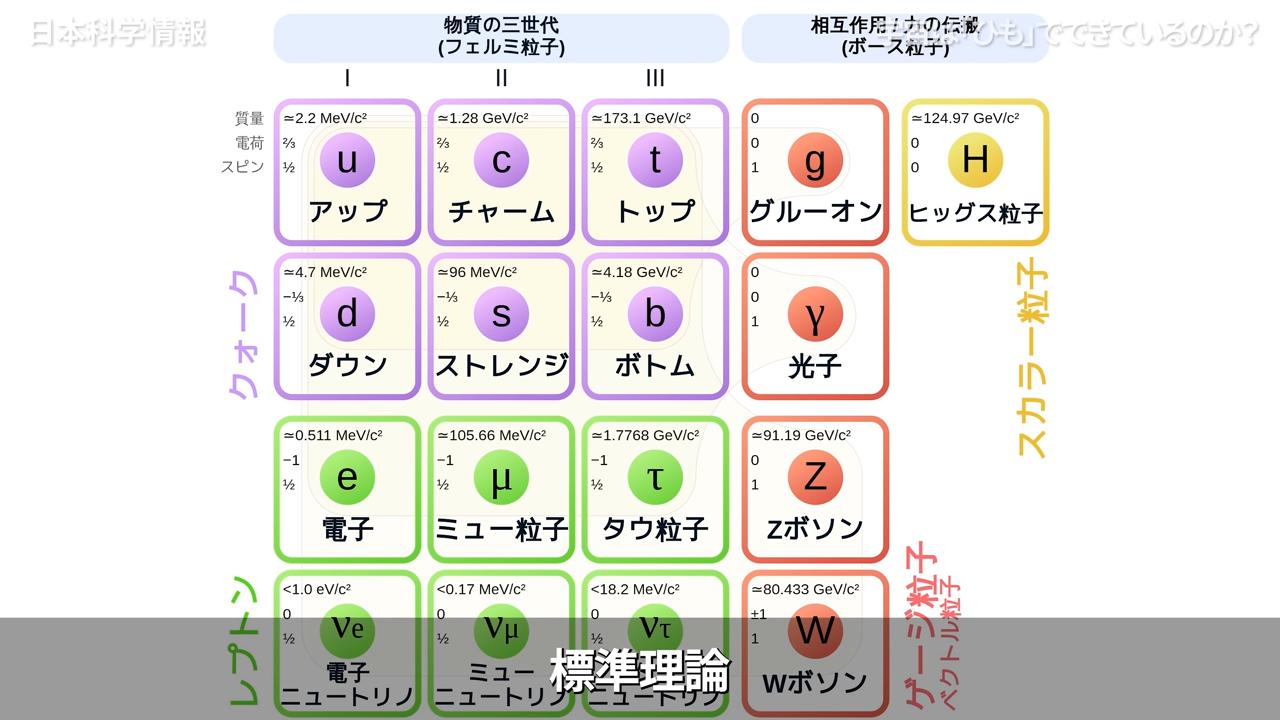 日本科学情報
宇宙は「ひも」でできているのか?
物質の三世代
(フェルミ粒子)
相互作用 / 力の伝搬
(ボース粒子)
I II III
質量
電荷
スピン
≃2.2 MeV/c²
⅔
½
u
アップ
≃1.28 GeV/c²
⅔
½
c
チャーム
≃173.1 GeV/c²
⅔
½
t
トップ
0
0
1
g
グルーオン
≃124.97 GeV/c²
0
0
H
ヒッグス粒子
クォーク
≃4.7 MeV/c²
−⅓
½
d
ダウン
≃96 MeV/c²
−⅓
½
s
ストレンジ
≃4.18 GeV/c²
−⅓
½
b
ボトム
0
0
1
γ
光子
スカラー粒子
≃0.511 MeV/c²
−1
½
e
電子
≃105.66 MeV/c²
−1
½
μ
ミュー粒子
≃1.7768 GeV/c²
−1
½
τ
タウ粒子
≃91.19 GeV/c²
0
1
Z
Zボソン
レプトン
<1.0 eV/c²
0
½
νe
電子
ニュートリノ
<0.17 MeV/c²
0
½
νμ
ミュー
ニュートリノ
<18.2 MeV/c²
0
½
ντ
ニュートリノ
≃80.433 GeV/c²
±1
1
W
Wボソン
ゲージ粒子
ベクトル粒子
標準理論